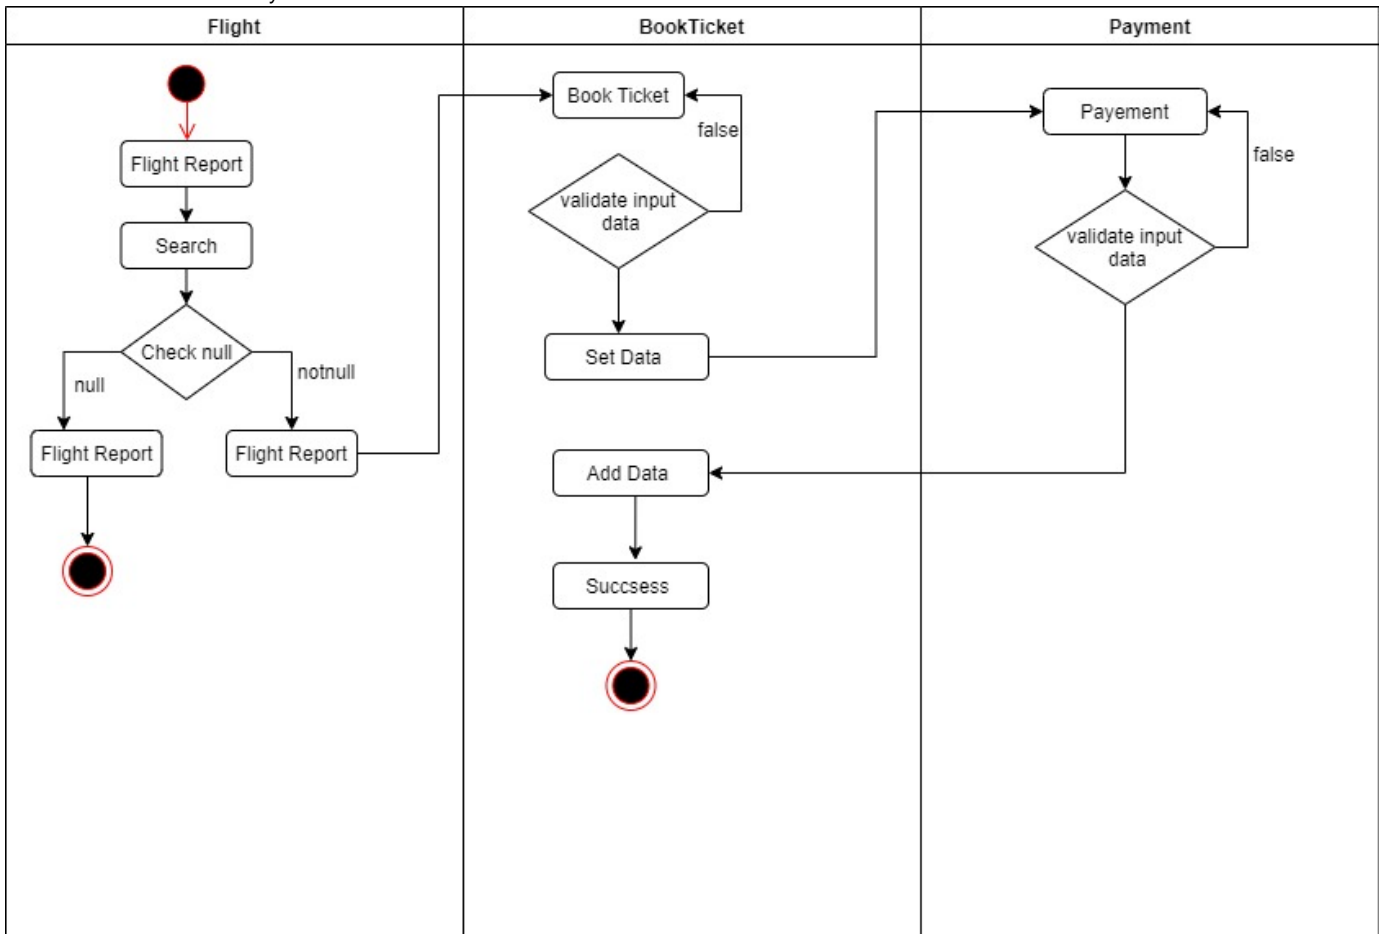 Flight
BookTicket
Payment
Flight Report
Search
Check null
null
notnull
Flight Report
Flight Report
Book Ticket
false
validate input
data
Set Data
Add Data
Succsess
Payement
false
validate input
data